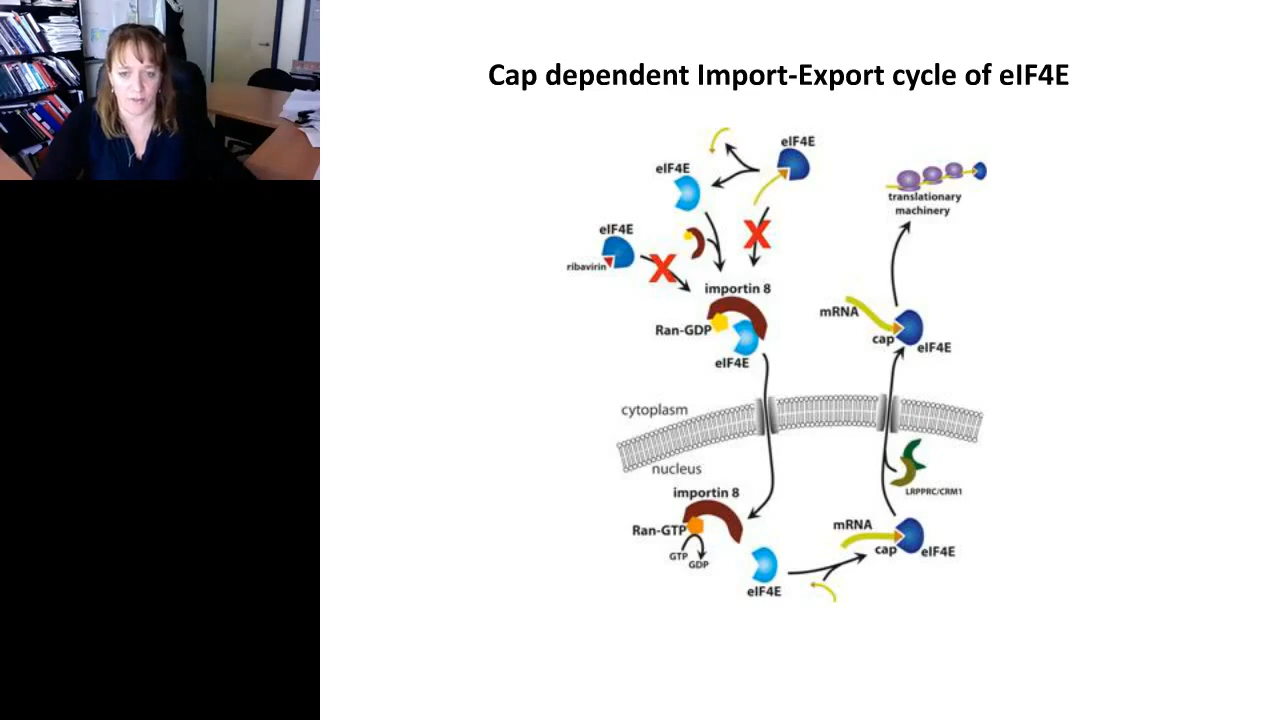 Cap dependent Import-Export cycle of eIF4E
eIF4E
eIF4E
translationary
machinery
eIF4E
ribavirin
importin 8
Ran-GDP
eIF4E
mRNA
cap
eIF4E
cytoplasm
nucleus
LRPPRC/CRM1
importin 8
Ran-GTP
GTP
GDP
eIF4E
mRNA
cap
eIF4E